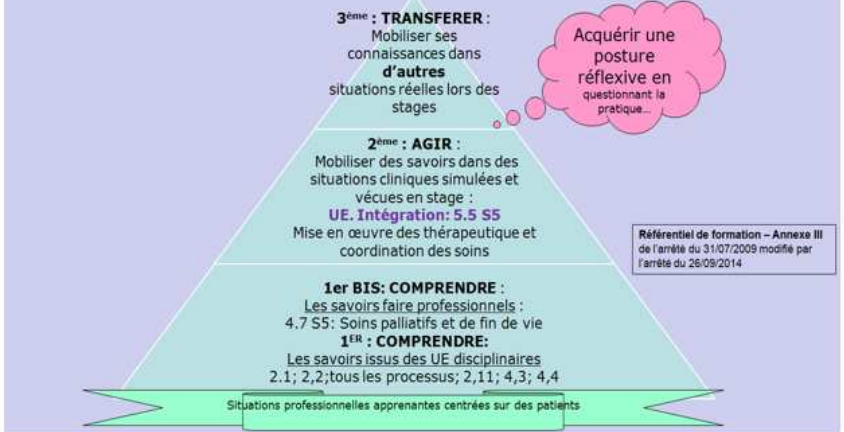 3ème : TRANSFERER :
Mobiliser ses
connaissances dans
d'autres
situations réelles lors des
stages
Acquérir une
posture
réflexive en
questionnant la
pratique...
2ème : AGIR :
Mobiliser des savoirs dans des
situations cliniques simulées et
vécues en stage :
UE. Intégration: 5.5 S5
Mise en œuvre des thérapeutique et
coordination des soins
Référentiel de formation – Annexe III
de l'arrêté du 31/07/2009 modifié par
l'arrêté du 26/09/2014
1er BIS: COMPRENDRE :
Les savoirs faire professionnels :
4.7 S5: Soins palliatifs et de fin de vie
1ER : COMPRENDRE:
Les savoirs issus des UE disciplinaires
2.1; 2,2;tous les processus; 2,11; 4,3; 4,4
Situations professionnelles apprenantes centrées sur des patients